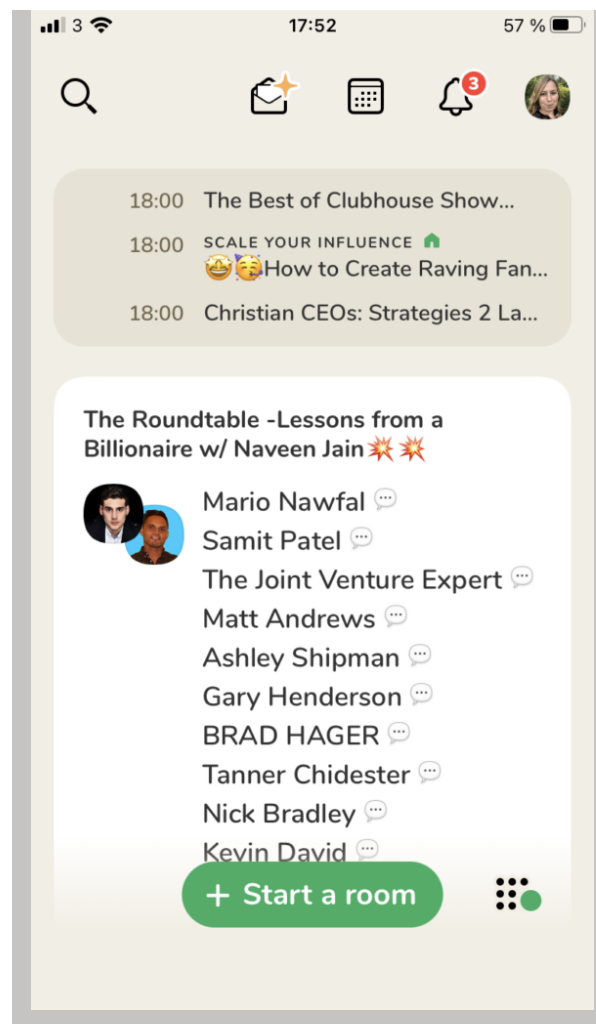 3
17:52
57 %
3
18:00 The Best of Clubhouse Show...
18:00 SCALE YOUR INFLUENCE
🤩🥳How to Create Raving Fan...
18:00 Christian CEOs: Strategies 2 La...
The Roundtable -Lessons from a
Billionaire w/ Naveen Jain💥 💥
Mario Nawfal
Samit Patel
The Joint Venture Expert
Matt Andrews
Ashley Shipman
Gary Henderson
BRAD HAGER
Tanner Chidester
Nick Bradley
Kevin David
+ Start a room